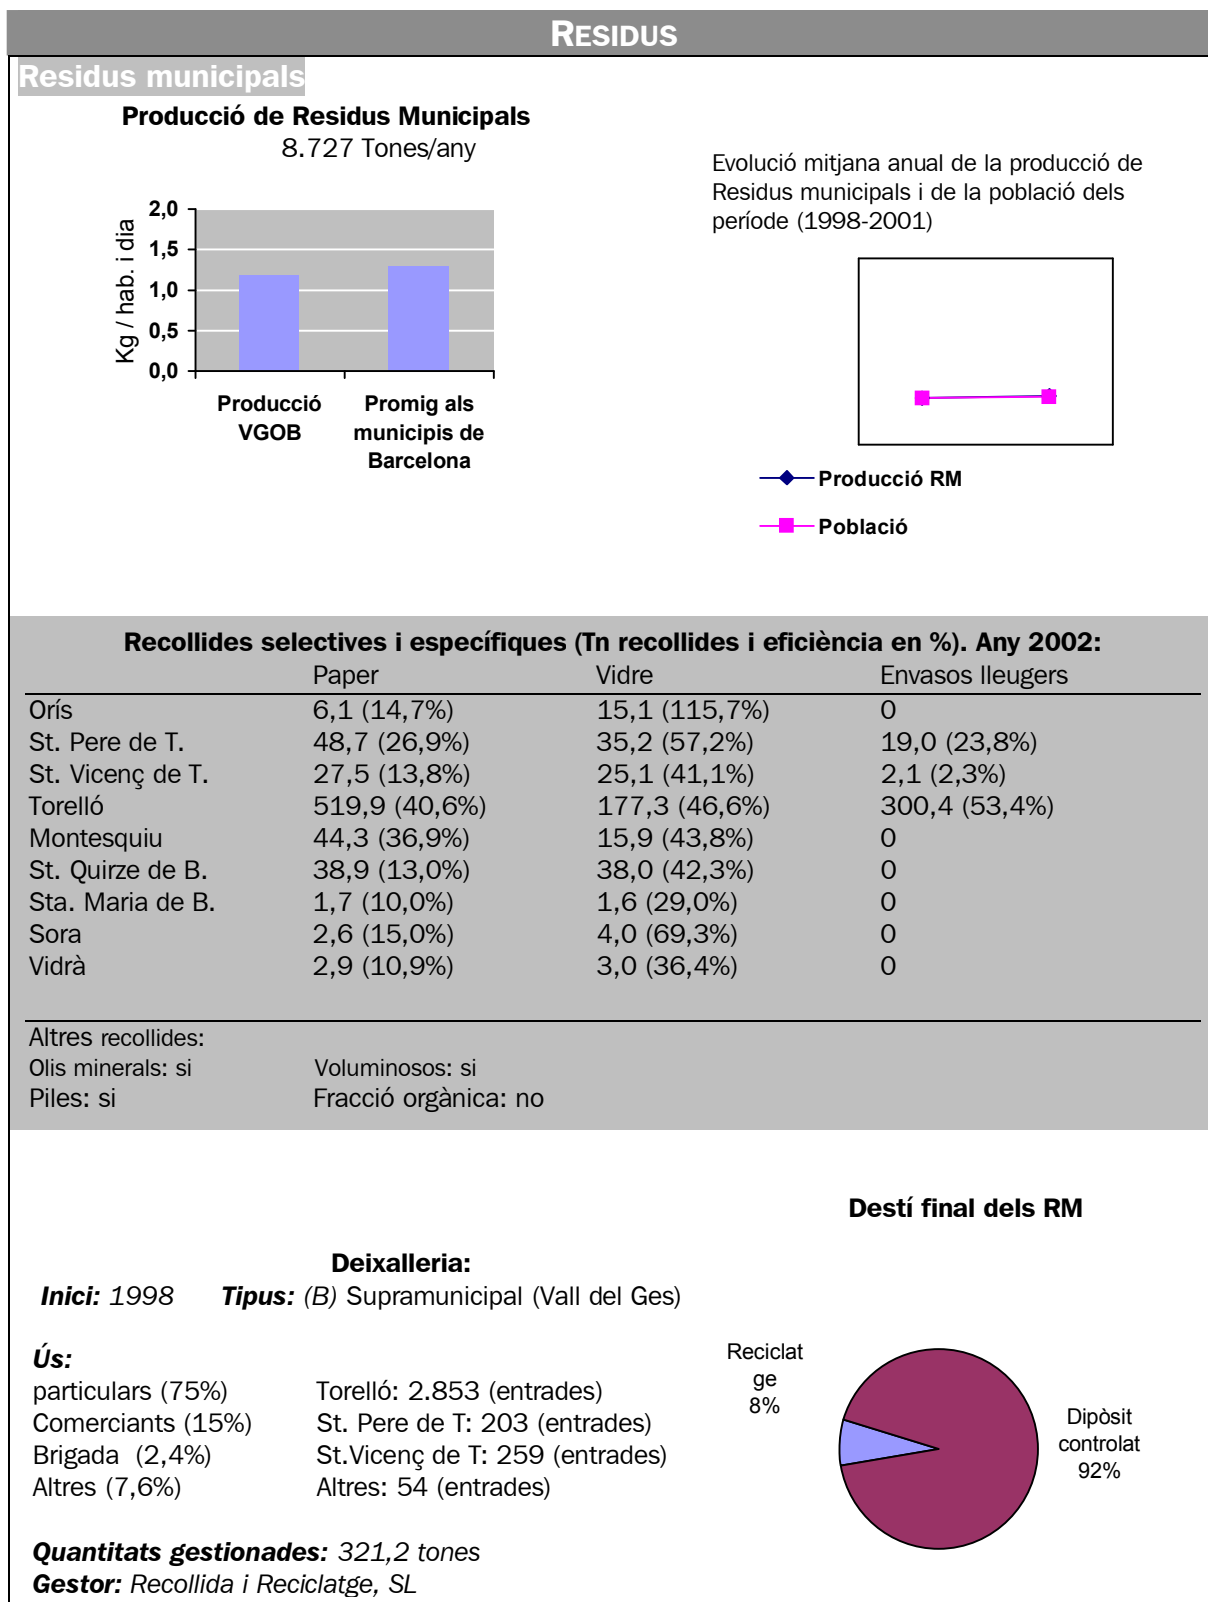 RESIDUS
Residus municipals
Producció de Residus Municipals
8.727 Tones/any
Evolució mitjana anual de la producció de
Residus municipals i de la població dels
període (1998-2001)
Kg / hab. i dia
2,0
1,5
1,0
0,5
0,0
Producció
VGOB
Promig als
municipis de
Barcelona
Producció RM
Població
Recollides selectives i específiques (Tn recollides i eficiència en %). Any 2002:
Paper Vidre Envasos lleugers
Orís 6,1 (14,7%) 15,1 (115,7%) 0
St. Pere de T. 48,7 (26,9%) 35,2 (57,2%) 19,0 (23,8%)
St. Vicenç de T. 27,5 (13,8%) 25,1 (41,1%) 2,1 (2,3%)
Torelló 519,9 (40,6%) 177,3 (46,6%) 300,4 (53,4%)
Montesquiu 44,3 (36,9%) 15,9 (43,8%) 0
St. Quirze de B. 38,9 (13,0%) 38,0 (42,3%) 0
Sta. Maria de B. 1,7 (10,0%) 1,6 (29,0%) 0
Sora 2,6 (15,0%) 4,0 (69,3%) 0
Vidrà 2,9 (10,9%) 3,0 (36,4%) 0
Altres recollides:
Olis minerals: si Voluminosos: si
Piles: si Fracció orgànica: no
Deixalleria:
Inici: 1998 Tipus: (B) Supramunicipal (Vall del Ges)
Ús:
particulars (75%) Torelló: 2.853 (entrades)
Comerciants (15%) St. Pere de T: 203 (entrades)
Brigada (2,4%) St.Vicenç de T: 259 (entrades)
Altres (7,6%) Altres: 54 (entrades)
Quantitats gestionades: 321,2 tones
Gestor: Recollida i Reciclatge, SL
Destí final dels RM
Reciclat
ge
8%
Dipòsit
controlat
92%